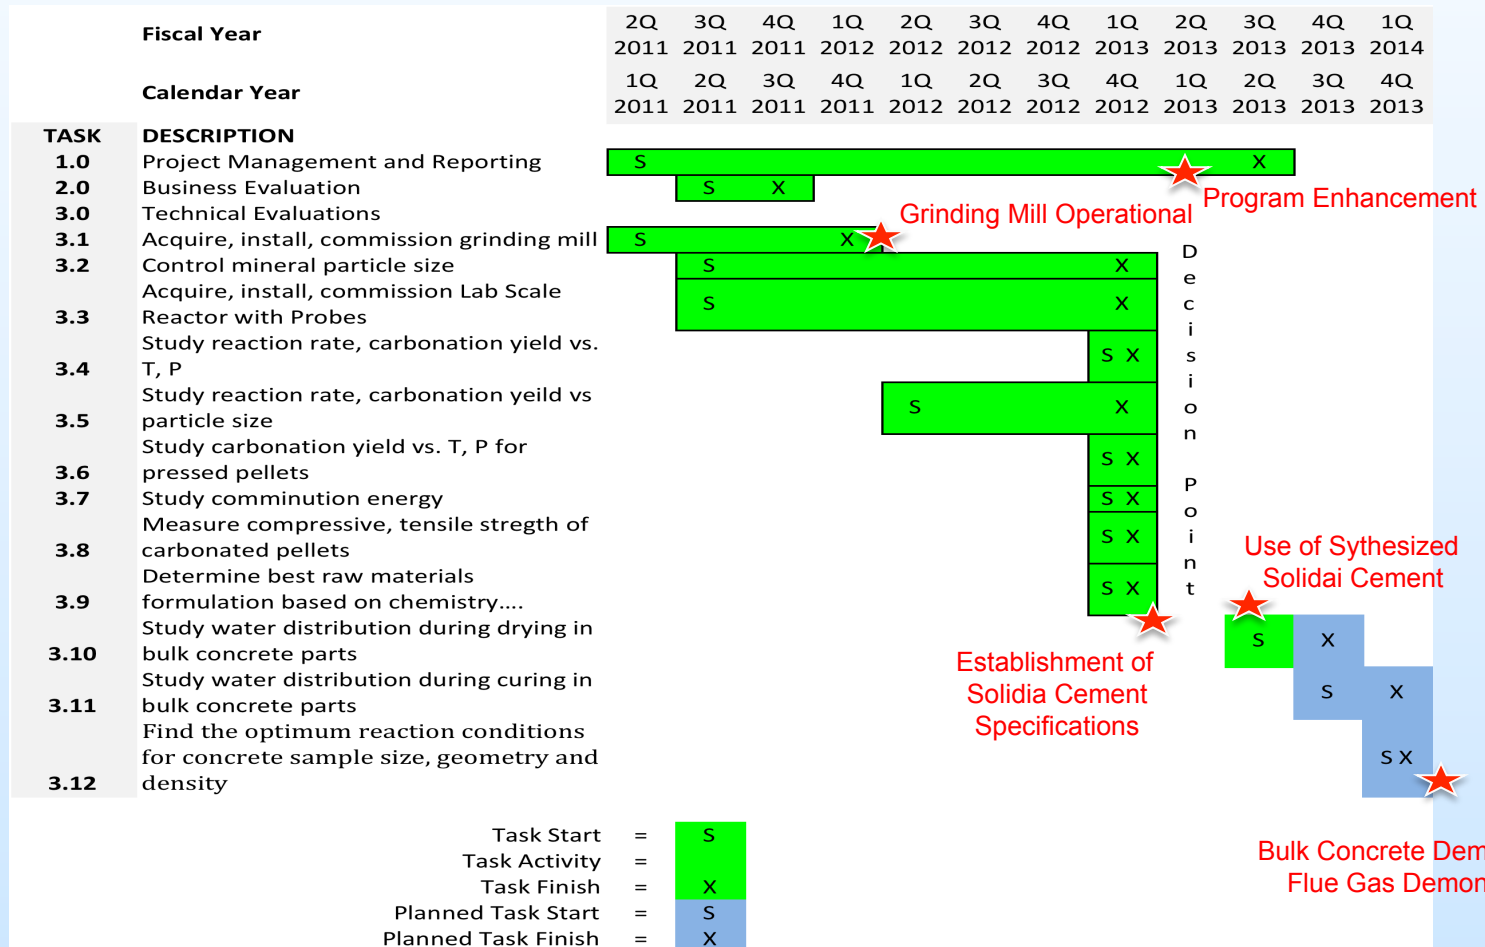 Fiscal Year
2Q 3Q 4Q 1Q 2Q 3Q 4Q 1Q 2Q 3Q 4Q 1Q
2011 2011 2011 2012 2012 2012 2012 2013 2013 2013 2013 2014
Calendar Year
1Q 2Q 3Q 4Q 1Q 2Q 3Q 4Q 1Q 2Q 3Q 4Q
2011 2011 2011 2011 2012 2012 2012 2012 2013 2013 2013 2013
TASK DESCRIPTION
1.0 Project Management and Reporting S X
Program Enhancement
2.0 Business Evaluation S X
3.0 Technical Evaluations
Grinding Mill Operational
3.1 Acquire, install, commission grinding mill S X
3.2 Control mineral particle size S X
Acquire, install, commission Lab Scale
3.3 Reactor with Probes S X
Study reaction rate, carbonation yield vs.
3.4 T, P S X
Study reaction rate, carbonation yeild vs
3.5 particle size S X
Study carbonation yield vs. T, P for
3.6 pressed pellets S X
3.7 Study comminution energy S X
Measure compressive, tensile stregth of
3.8 carbonated pellets S X
Determine best raw materials
3.9 formulation based on chemistry.... S X
Decision Point
Use of Sythesized
Solidai Cement
Study water distribution during drying in
3.10 bulk concrete parts S X
Establishment of
Solidia Cement
Specifications
Study water distribution during curing in
3.11 bulk concrete parts S X
Find the optimum reaction conditions
for concrete sample size, geometry and
3.12 density S X
Bulk Concrete Dem
Flue Gas Demon
Task Start = S
Task Activity =
Task Finish = X
Planned Task Start = S
Planned Task Finish = X